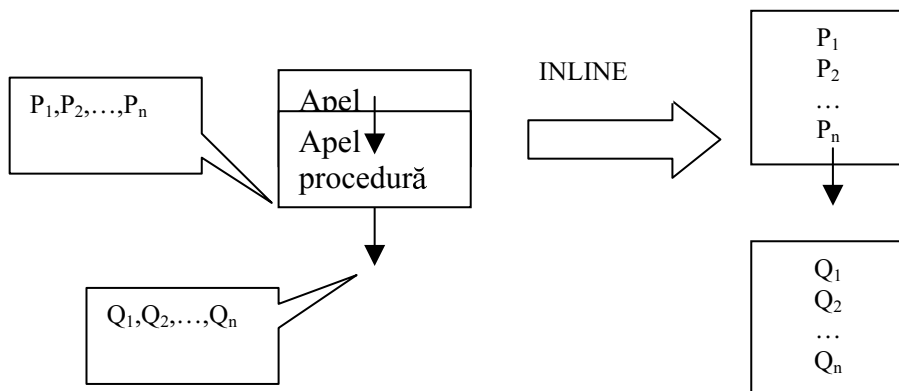 P₁,P₂,…,Pₙ
Apel
Apel
procedură
Q₁,Q₂,…,Qₙ
INLINE
P₁
P₂
…
Pₙ
Q₁
Q₂
…
Qₙ